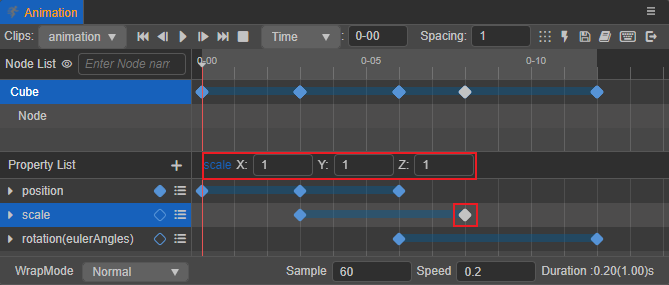 Animation
Clips: animation Time : 0-00 Spacing: 1
Node List Enter Node nam 0-00 0-05 0-10
Cube
Node
Property List scale X: 1 Y: 1 Z: 1
position
scale
rotation(eulerAngles)
WrapMode Normal Sample 60 Speed 0.2 Duration :0.20(1.00)s